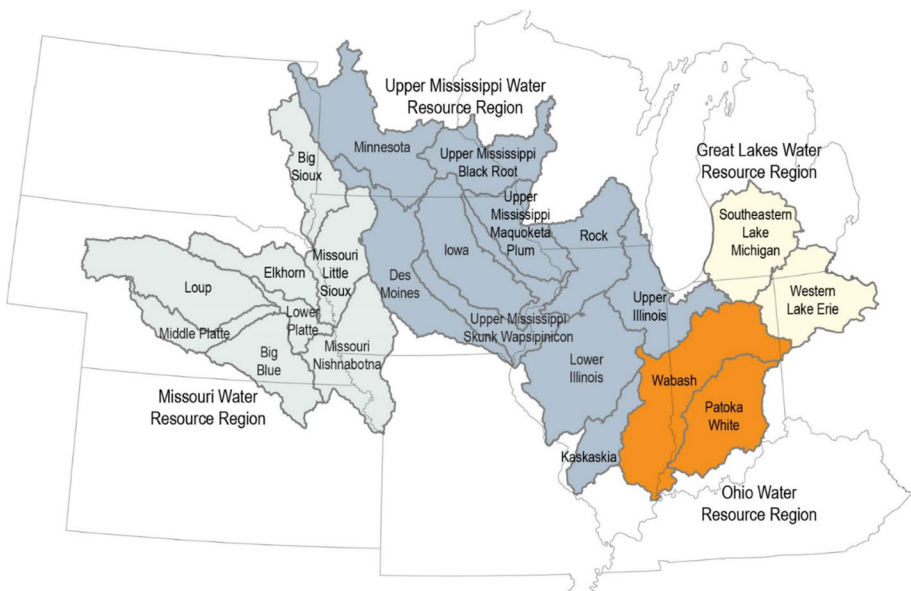 Upper Mississippi Water
Resource Region
Great Lakes Water
Resource Region
Minnesota
Upper Mississippi
Black Root
Big
Sioux
Upper
Mississippi
Maquoketa
Plum
Southeastern
Lake
Michigan
Rock
Missouri
Little
Sioux
Iowa
Elkhorn
Des
Moines
Loup
Upper
Illinois
Western
Lake Erie
Lower
Platte
Middle Platte
Upper Mississippi
Skunk Wapsipinicon
Big
Blue
Missouri
Nishnabotna
Lower
Illinois
Wabash
Missouri Water
Resource Region
Patoka
White
Kaskaskia
Ohio Water
Resource Region